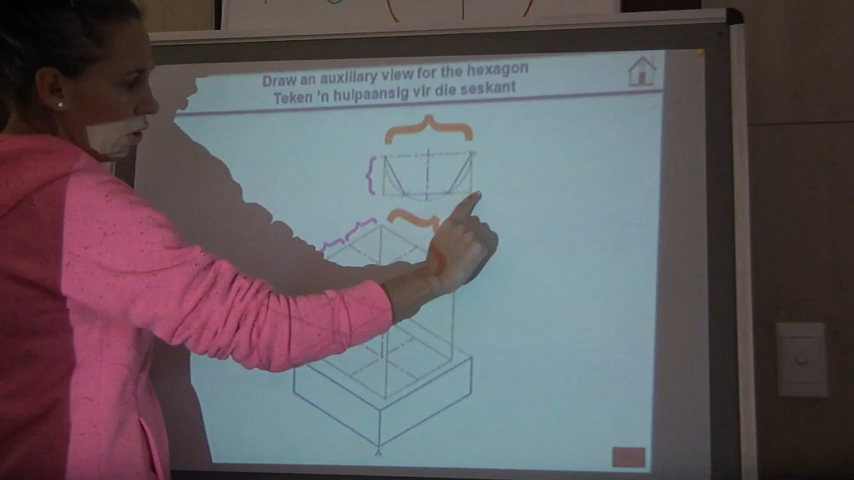 Draw an auxiliary view for the hexagon
Teken 'n hulpaansig vir die seskant
A